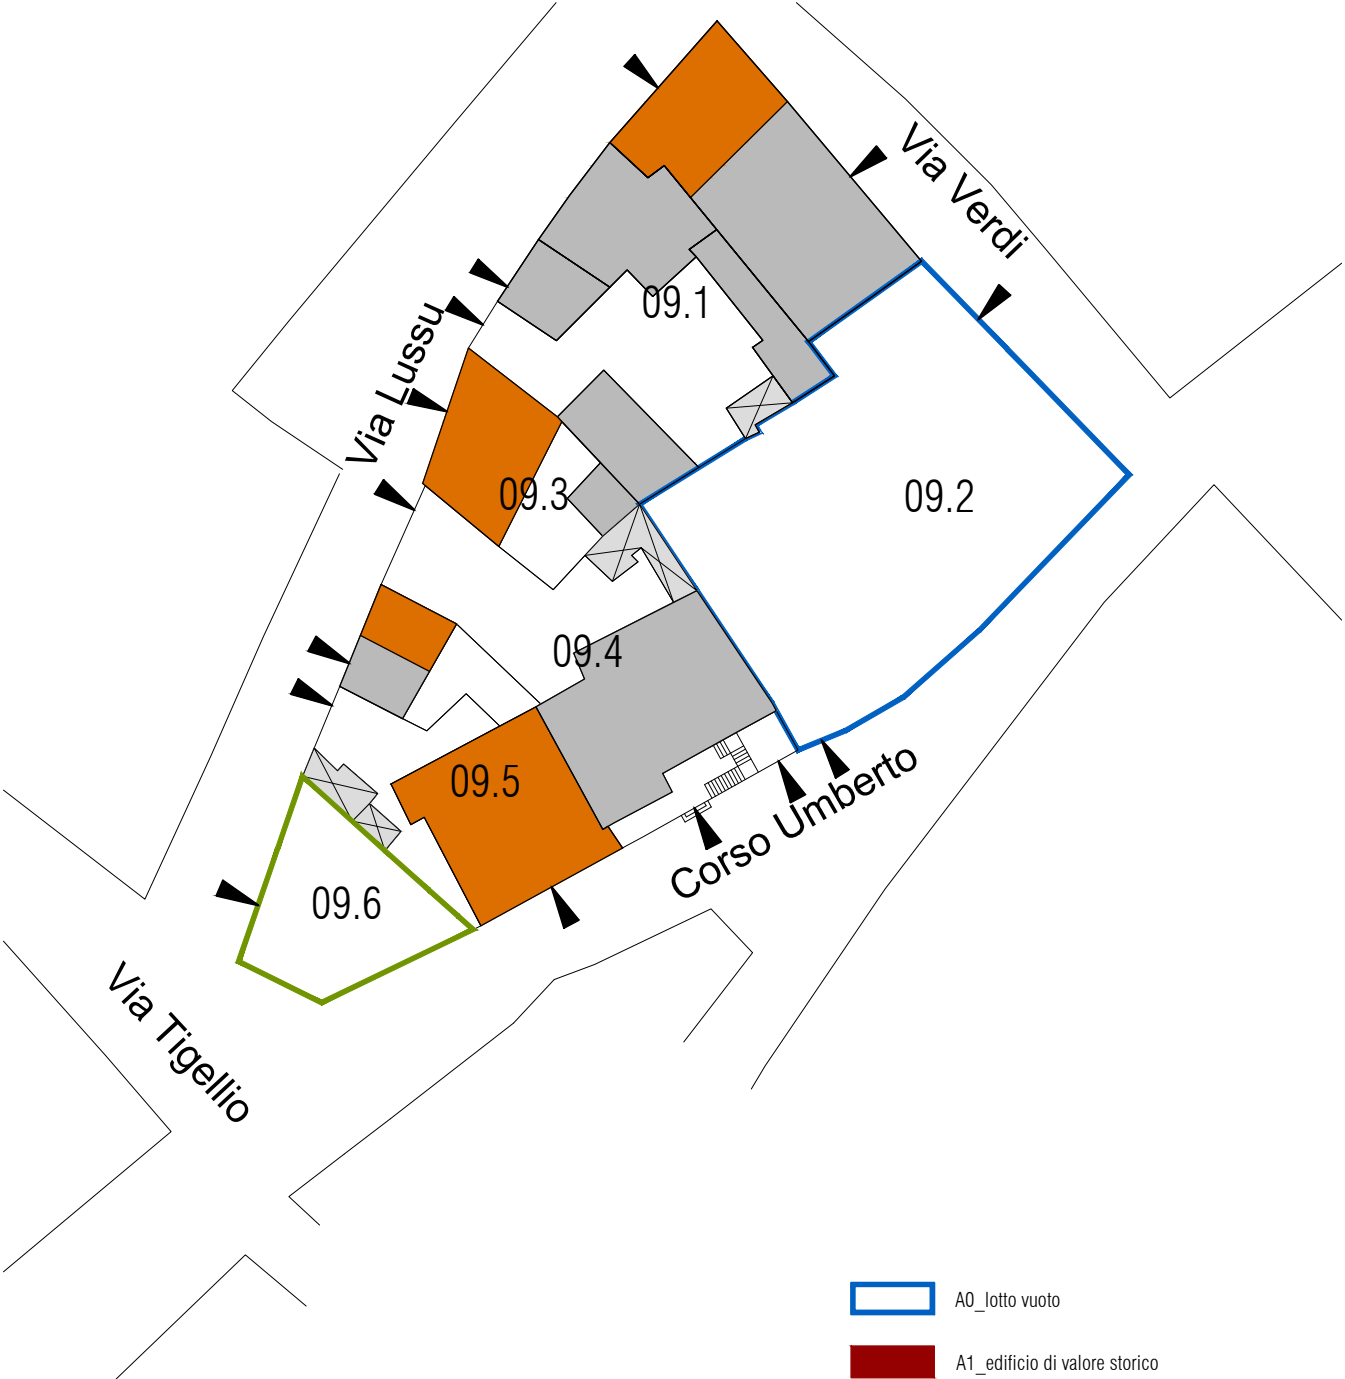 Via Verdi
09.1
Via Lussu
09.3
09.2
09.4
09.5
Corso Umberto
09.6
Via Tigellio
A0_lotto vuoto
A1_edificio di valore storico